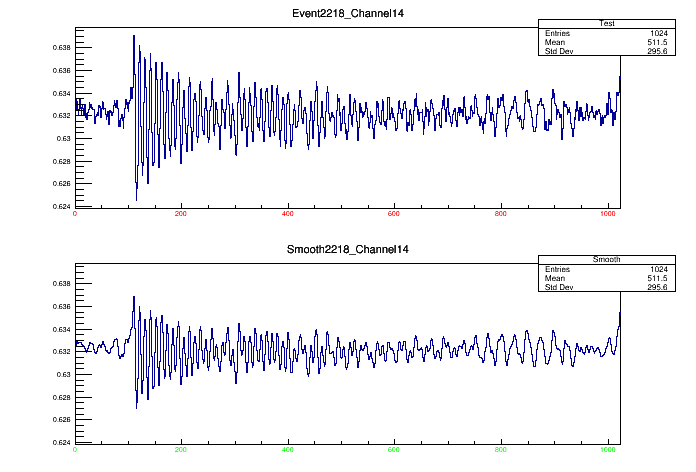 Event2218_Channel14
Test
Entries 1024
Mean 511.5
Std Dev 295.6
0.638
0.636
0.634
0.632
0.63
0.628
0.626
0.624
0 200 400 600 800 1000
Smooth2218_Channel14
Smooth
Entries 1024
Mean 511.5
Std Dev 295.6
0.638
0.636
0.634
0.632
0.63
0.628
0.626
0.624
0 200 400 600 800 1000